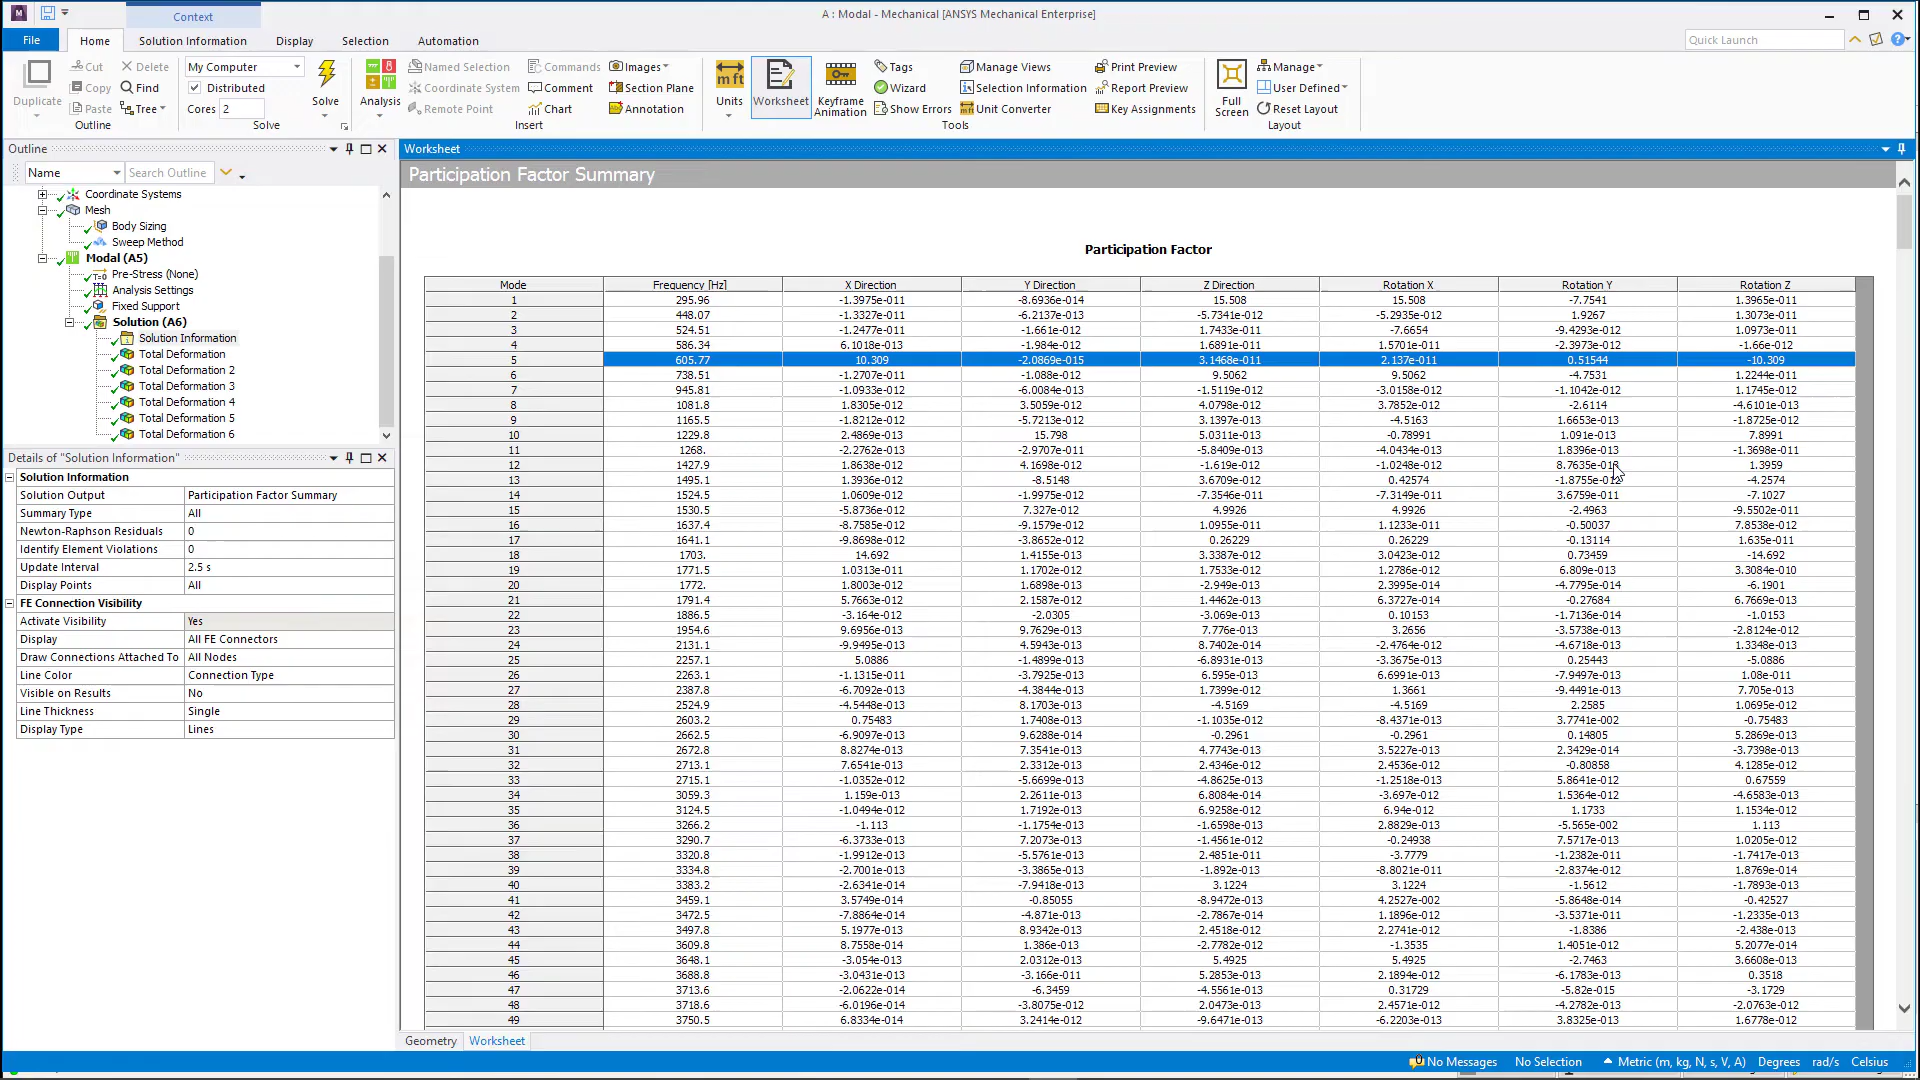 Context
A : Modal - Mechanical [ANSYS Mechanical Enterprise]
File Home Solution Information Display Selection Automation
Quick Launch
Duplicate
Cut Delete
Copy Find
Paste Tree
Outline
My Computer
Distributed
Cores 2
Solve
Solve
Analysis
Named Selection Commands Images
Coordinate System Comment Section Plane
Remote Point Chart Annotation
Insert
Units
Worksheet
Keyframe Animation
Tags Manage Views Print Preview
Wizard Selection Information Report Preview
Show Errors Unit Converter Key Assignments
Tools
Full Screen
Manage
User Defined
Reset Layout
Layout
Outline
Name Search Outline
Coordinate Systems
Mesh
Body Sizing
Sweep Method
Modal (A5)
Pre-Stress (None)
Analysis Settings
Fixed Support
Solution (A6)
Solution Information
Total Deformation
Total Deformation 2
Total Deformation 3
Total Deformation 4
Total Deformation 5
Total Deformation 6
Details of "Solution Information"
Solution Information
Solution Output Participation Factor Summary
Summary Type All
Newton-Raphson Residuals 0
Identify Element Violations 0
Update Interval 2.5 s
Display Points All
FE Connection Visibility
Activate Visibility Yes
Display All FE Connectors
Draw Connections Attached To All Nodes
Line Color Connection Type
Visible on Results No
Line Thickness Single
Display Type Lines
Worksheet
Participation Factor Summary
Participation Factor
Mode Frequency [Hz] X Direction Y Direction Z Direction Rotation X Rotation Y Rotation Z
1 295.96 -1.3975e-011 -8.6936e-014 15.508 15.508 -7.7541 1.3965e-011
2 448.07 -1.3327e-011 -6.2137e-013 -5.7341e-012 -5.2935e-012 1.9267 1.3073e-011
3 524.51 -1.2477e-011 -1.661e-012 1.7433e-011 -7.6654 -9.4293e-012 1.0973e-011
4 586.34 6.1018e-013 -1.984e-012 1.6891e-011 1.5701e-011 -2.3973e-012 -1.66e-012
5 605.77 10.309 -2.0869e-015 3.1468e-011 2.137e-011 0.51544 -10.309
6 738.51 -1.2707e-011 -1.088e-012 9.5062 9.5062 -4.7531 1.2244e-011
7 945.81 -1.0933e-012 -6.0084e-013 -1.5119e-012 -3.0158e-012 -1.1042e-012 1.1745e-012
8 1081.8 1.8305e-012 3.5059e-012 4.0798e-012 3.7852e-012 -2.6114 -4.6101e-013
9 1165.5 -1.8212e-012 -5.7213e-012 3.1397e-013 -4.5163 1.6653e-013 -1.8725e-012
10 1229.8 2.4869e-013 15.798 5.0311e-013 -0.78991 1.091e-013 7.8991
11 1268. -2.2762e-013 -2.9707e-011 -5.8409e-013 -4.0434e-013 1.8396e-013 -1.3698e-011
12 1427.9 1.8638e-012 4.1698e-012 -1.619e-012 -1.0248e-012 8.7635e-013 1.3959
13 1495.1 1.3936e-012 -8.5148 3.6709e-012 0.42574 -1.8755e-012 -4.2574
14 1524.5 1.0609e-012 -1.9975e-012 -7.3546e-011 -7.3149e-011 3.6759e-011 -7.1027
15 1530.5 -5.8736e-012 7.327e-012 4.9926 4.9926 -2.4963 -9.5502e-011
16 1637.4 -8.7585e-012 -9.1579e-012 1.0955e-011 1.1233e-011 -0.50037 7.8538e-012
17 1641.1 -9.8698e-012 -3.8652e-012 0.26229 0.26229 -0.13114 1.635e-011
18 1703. 14.692 1.4155e-013 3.3387e-012 3.0423e-012 0.73459 -14.692
19 1771.5 1.0313e-011 1.1702e-012 1.7533e-012 1.2786e-012 6.809e-013 3.3084e-010
20 1772. 1.8003e-012 1.6898e-013 -2.949e-013 2.3995e-014 -4.7795e-014 -6.1901
21 1791.4 5.7663e-012 2.1587e-012 1.4462e-013 6.3727e-014 -0.27684 6.7669e-013
22 1886.5 -3.164e-012 -2.0305 -3.069e-013 0.10153 -1.7136e-014 -1.0153
23 1954.6 9.6956e-013 9.7629e-013 7.776e-013 3.2656 -3.5738e-013 -2.8124e-012
24 2131.1 -9.9495e-013 4.5943e-013 8.7402e-014 -2.4764e-012 -4.6718e-013 1.3348e-013
25 2257.1 5.0886 -1.4899e-013 -6.8931e-013 -3.3675e-013 0.25443 -5.0886
26 2263.1 -1.1315e-011 -3.7925e-013 6.595e-013 6.6991e-013 -7.9497e-013 1.08e-011
27 2387.8 -6.7092e-013 -4.3844e-013 1.7399e-012 1.3661 -9.4491e-013 7.705e-013
28 2524.9 -4.5448e-013 8.1703e-013 -4.5169 -4.5169 2.2585 1.0695e-012
29 2603.2 0.75483 1.7408e-013 -1.1035e-012 -8.4371e-013 3.7741e-002 -0.75483
30 2662.5 -6.9097e-013 9.6288e-014 -0.2961 -0.2961 0.14805 5.2869e-013
31 2672.8 8.8274e-013 7.3541e-013 4.7743e-013 3.5227e-013 2.3429e-014 -3.7398e-013
32 2713.1 7.6541e-013 2.3312e-013 2.4346e-012 2.4536e-012 -0.80858 4.1285e-012
33 2715.1 -1.0352e-012 -5.6699e-013 -4.8625e-013 -1.2518e-013 5.8641e-012 0.67559
34 3059.3 1.159e-013 2.2611e-013 6.8084e-014 -3.697e-012 1.5364e-012 -4.6583e-013
35 3124.5 -1.0494e-012 1.7192e-013 6.9258e-012 6.94e-012 1.1733 1.1534e-012
36 3266.2 -1.113 -1.1754e-013 -1.6598e-013 2.8829e-013 -5.565e-002 1.113
37 3290.7 -6.3733e-013 7.2073e-013 -1.4561e-012 -0.24938 7.5717e-013 1.0205e-012
38 3320.8 -1.9912e-013 -5.5761e-013 2.4851e-011 -3.7779 -1.2382e-011 -1.7417e-013
39 3334.8 -2.7001e-013 -3.3865e-013 -1.892e-013 -8.8021e-011 -2.8374e-012 1.8769e-014
40 3383.2 -2.6341e-014 -7.9418e-013 3.1224 3.1224 -1.5612 -1.7893e-013
41 3459.1 3.5749e-014 -0.85055 -8.9472e-013 4.2527e-002 -5.8648e-014 -0.42527
42 3472.5 -7.8864e-014 -4.871e-013 -2.7867e-014 1.1896e-012 -3.5371e-011 -1.2335e-013
43 3497.8 5.1977e-013 8.9342e-013 2.4518e-012 2.2741e-012 -1.8386 -2.438e-013
44 3609.8 8.7558e-014 1.386e-013 -2.7782e-012 -1.3535 1.4051e-012 5.2077e-014
45 3648.1 -3.054e-013 2.0312e-013 5.4925 5.4925 -2.7463 3.6608e-013
46 3688.8 -3.0431e-013 -3.166e-011 5.2853e-013 2.1894e-012 -6.1783e-013 0.3518
47 3713.6 -2.0622e-014 -6.3459 -4.5561e-013 0.31729 -5.82e-015 -3.1729
48 3718.6 -6.0196e-014 -3.8075e-012 2.0473e-013 2.4571e-012 -4.2782e-013 -2.0763e-012
49 3750.5 6.8334e-014 3.2414e-012 -9.6471e-013 -6.2203e-013 3.8325e-013 1.6778e-012
Geometry Worksheet
No Messages No Selection Metric (m, kg, N, s, V, A) Degrees rad/s Celsius